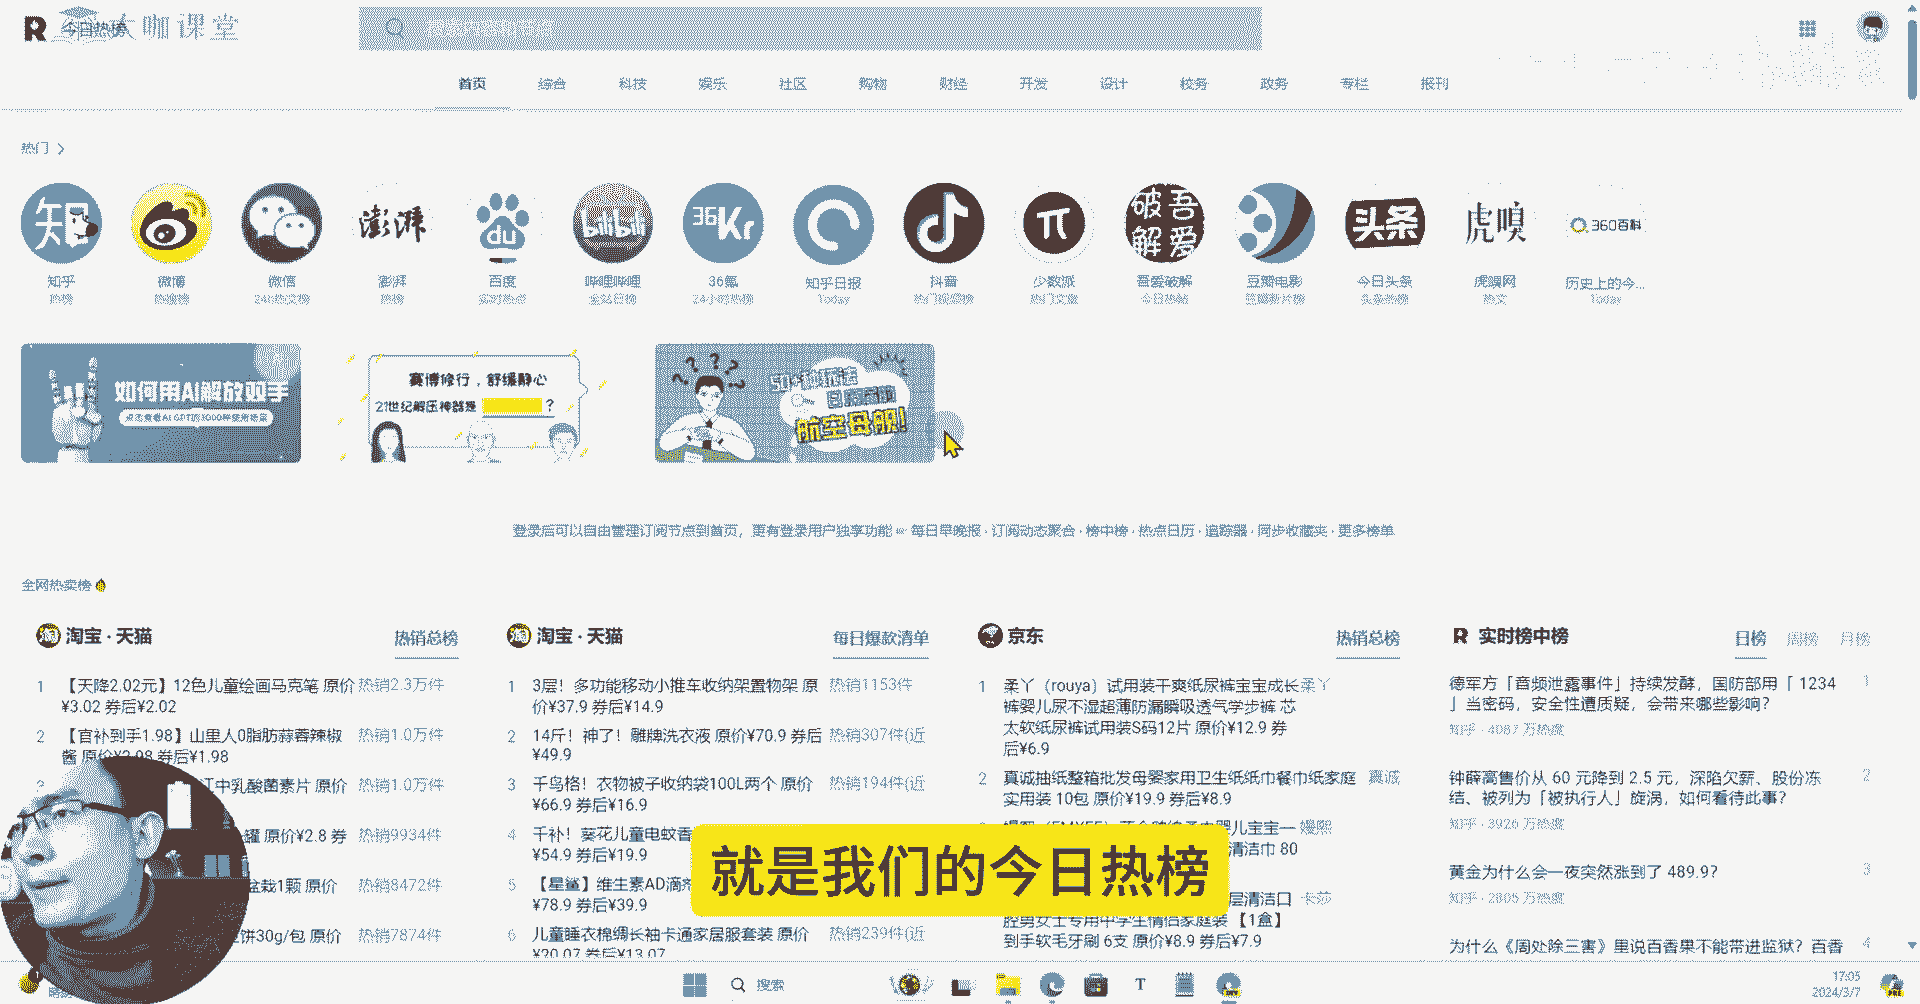 今日热榜
大咖课堂
首页 综合 科技 娱乐 社区 购物 财经 开发 设计 校务 政务 专栏 报刊
热门
知 澎湃 du bilibili 36Kr 吾爱破解 头条 虎嗅 360百科
知乎 微博 微信 澎湃 百度 哔哩哔哩 36氪 知乎日报 抖音 少数派 吾爱破解 豆瓣电影 今日头条 虎嗅网 历史上的今...
热榜 热搜榜 24h热文榜 热榜 实时热点 全站日榜 24小时热榜 Today 热门视频榜 热门文章 今日热帖 豆瓣新片榜 头条热榜 热文 Today
如何用AI解放双手
赛博修行，舒缓静心
21世纪解压神器是 ？
航空母舰!
登录后可以自由管理订阅节点到首页，更有登录用户独享功能 ∞ 每日早晚报 · 订阅动态聚合 · 榜中榜 · 热点日历 · 追踪器 · 同步收藏夹 · 更多榜单
全网热卖榜
淘宝 · 天猫 热销总榜
1 【天降2.02元】12色儿童绘画马克笔 原价 热销2.3万件
¥3.02 券后¥2.02
2 【官补到手1.98】山里人0脂肪蒜蓉辣椒 热销1.0万件
酱 原价¥2.98 券后¥1.98
江中乳酸菌素片 原价 热销1.0万件
罐 原价¥2.8 券 热销9934件
盆栽1颗 原价 热销8472件
饼30g/包 原价 热销7874件
淘宝 · 天猫 每日爆款清单
1 3层！多功能移动小推车收纳架置物架 原 热销1153件
价¥37.9 券后¥14.9
2 14斤！神了！雕牌洗衣液 原价¥70.9 券后 热销307件(近
¥49.9
3 千鸟格！衣物被子收纳袋100L两个 原价 热销194件(近
¥66.9 券后¥16.9
4 千补！葵花儿童电蚊香
¥54.9 券后¥19.9
5 【星鲨】维生素AD滴剂
¥78.9 券后¥39.9
6 儿童睡衣棉绸长袖卡通家居服套装 原价 热销239件(近
¥20.07 券后¥13.07
京东 热销总榜
1 柔丫（rouya）试用装干爽纸尿裤宝宝成长 柔丫
裤婴儿尿不湿超薄防漏瞬吸透气学步裤 芯
太软纸尿裤试用装S码12片 原价¥12.9 券
后¥6.9
2 真诚抽纸整箱批发母婴家用卫生纸纸巾餐巾纸家庭 真诚
实用装 10包 原价¥19.9 券后¥8.9
婴儿宝宝一 嫚熙
清洁巾 80
层清洁口 卡莎
腔男女士专用中学生情侣家庭装 【1盒】
到手软毛牙刷 6支 原价¥8.9 券后¥7.9
R 实时榜中榜 日榜 周榜 月榜
德军方「音频泄露事件」持续发酵，国防部用「 1234 1
」当密码，安全性遭质疑，会带来哪些影响？
知乎 · 4087 万热度
钟薛高售价从 60 元降到 2.5 元，深陷欠薪、股份冻 2
结、被列为「被执行人」旋涡，如何看待此事？
知乎 · 3926 万热度
黄金为什么会一夜突然涨到了 489.9？ 3
知乎 · 2805 万热度
为什么《周处除三害》里说百香果不能带进监狱？百香 4
就是我们的今日热榜
搜索
17:05
2024/3/7